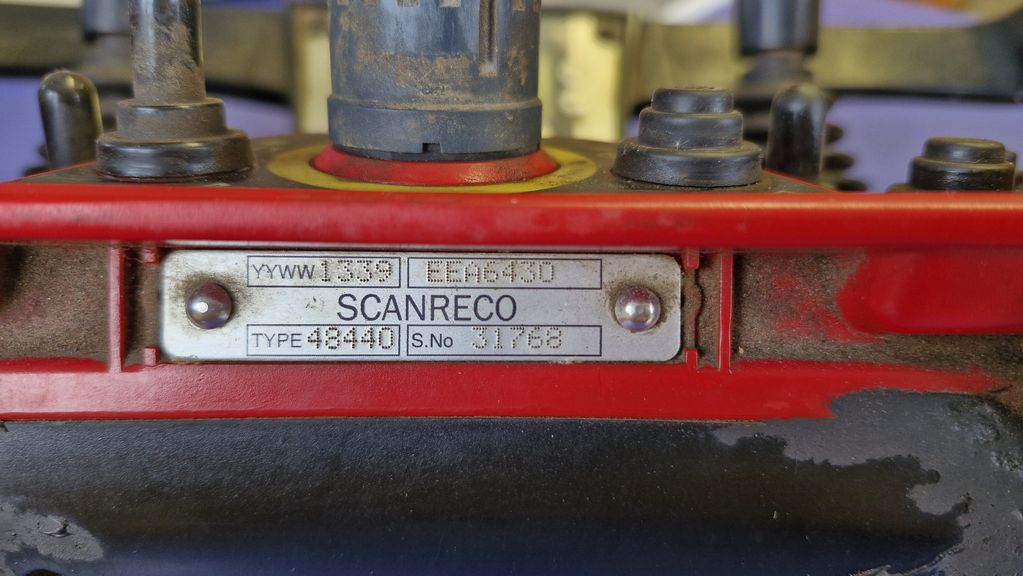 YYWW 1339 EEA6430
SCANRECO
TYPE 48440 S.No 31768